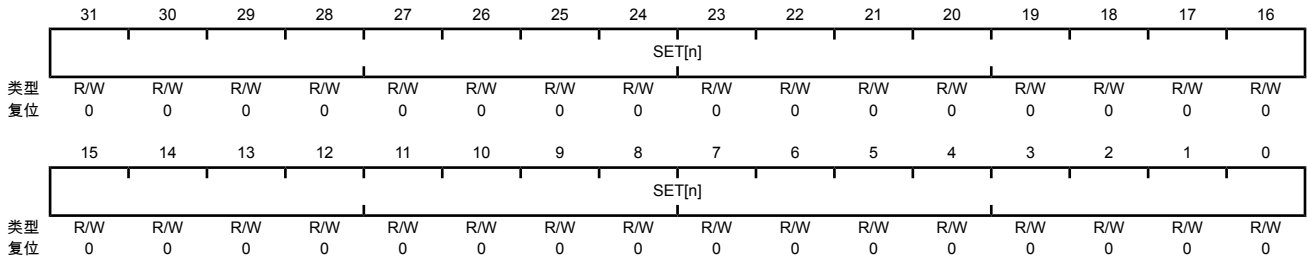 31 30 29 28 27 26 25 24 23 22 21 20 19 18 17 16
SET[n]
类型 R/W R/W R/W R/W R/W R/W R/W R/W R/W R/W R/W R/W R/W R/W R/W R/W
复位 0 0 0 0 0 0 0 0 0 0 0 0 0 0 0 0
15 14 13 12 11 10 9 8 7 6 5 4 3 2 1 0
SET[n]
类型 R/W R/W R/W R/W R/W R/W R/W R/W R/W R/W R/W R/W R/W R/W R/W R/W
复位 0 0 0 0 0 0 0 0 0 0 0 0 0 0 0 0